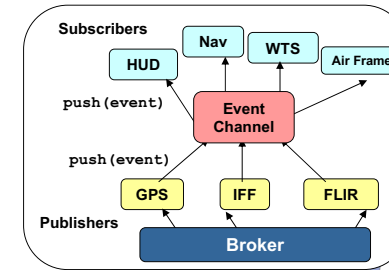 Subscribers
Nav
WTS
HUD
Air Frame
push(event)
Event
Channel
push(event)
GPS
IFF
FLIR
Publishers
Broker